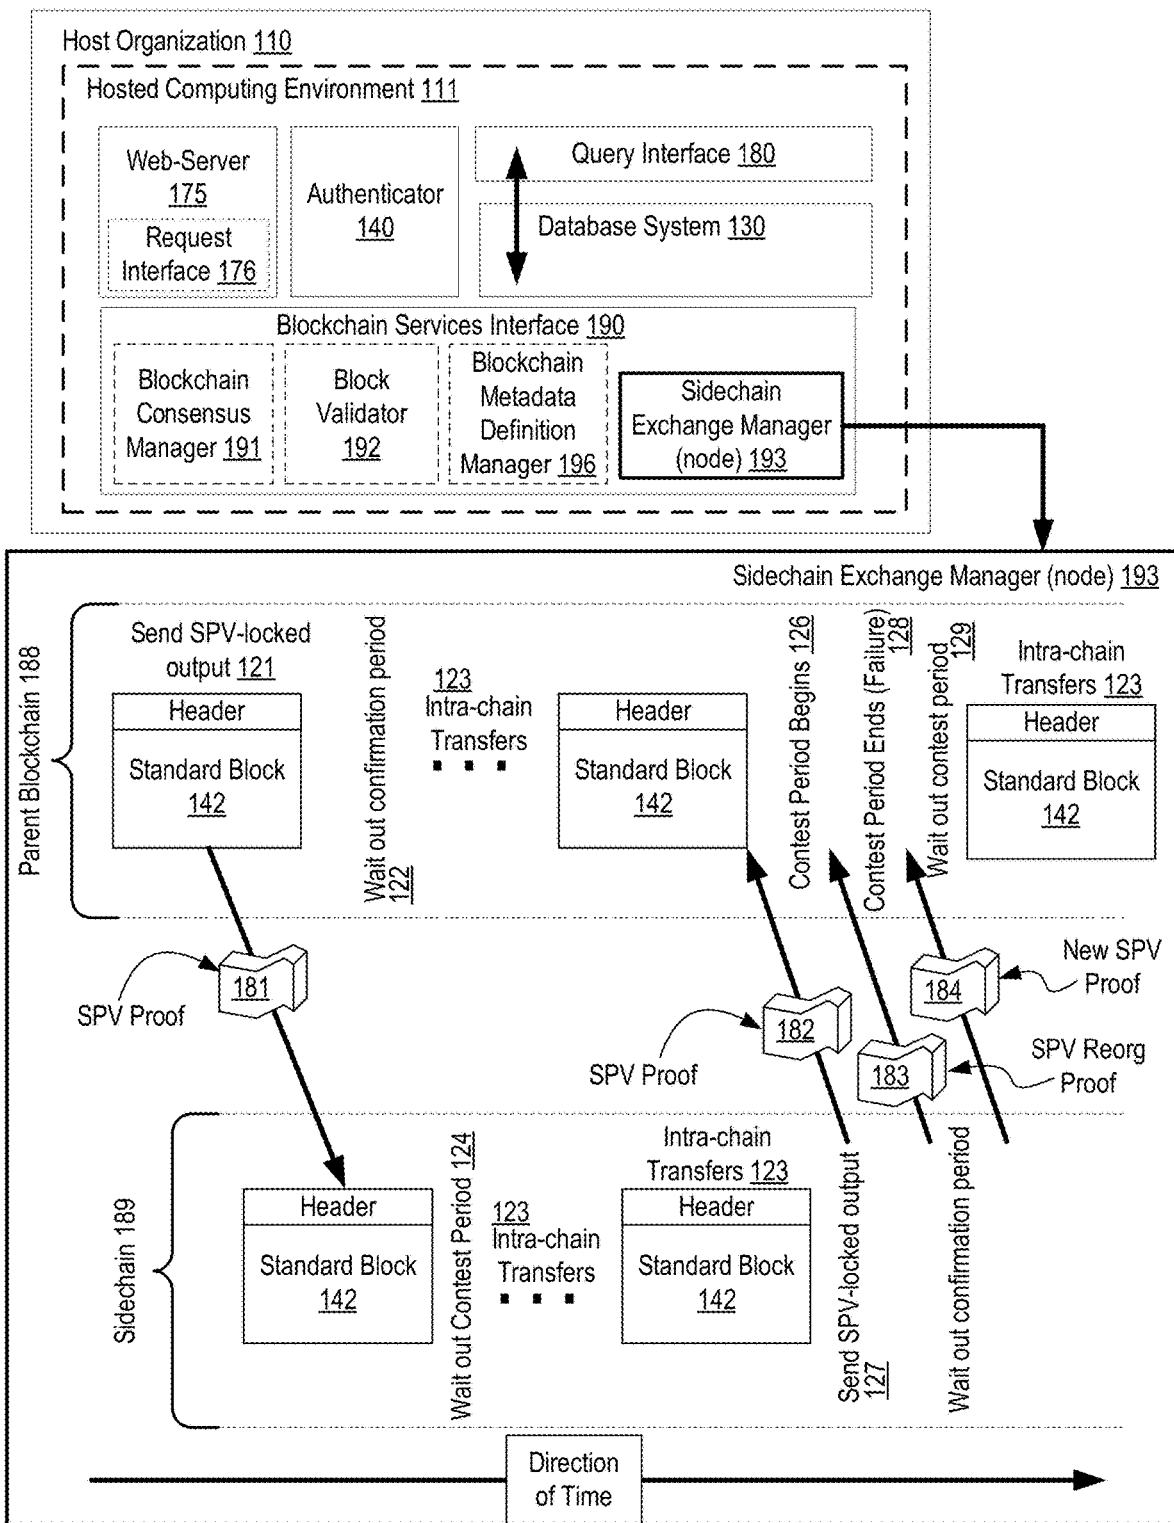 Host Organization 110
Hosted Computing Environment 111
Web-Server
175
Request
Interface 176
Authenticator
140
Query Interface 180
Database System 130
Blockchain Services Interface 190
Blockchain
Consensus
Manager 191
Block
Validator
192
Blockchain
Metadata
Definition
Manager 196
Sidechain
Exchange Manager
(node) 193
Sidechain Exchange Manager (node) 193
Parent Blockchain 188
Send SPV-locked
output 121
Header
Standard Block
142
Wait out confirmation period
122
123
Intra-chain
Transfers
Header
Standard Block
142
Contest Period Begins 126
Contest Period Ends (Failure)
128
Wait out contest period
129
Intra-chain
Transfers 123
Header
Standard Block
142
SPV Proof
181
SPV Proof
182
183
184
New SPV
Proof
SPV Reorg
Proof
Sidechain 189
Header
Standard Block
142
Wait out Contest Period 124
123
Intra-chain
Transfers
Intra-chain
Transfers 123
Header
Standard Block
142
Send SPV-locked output
127
Wait out confirmation period
Direction
of Time